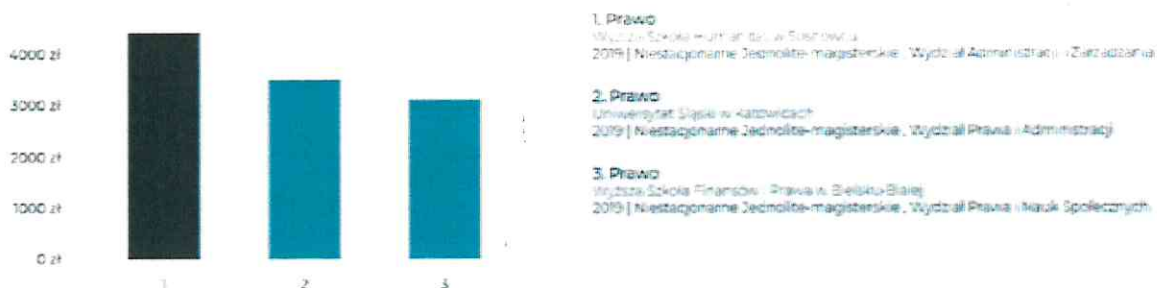 4000 zł
3000 zł
2000 zł
1000 zł
0 zł
1
2
3
1. Prawo
Wyższa Szkoła Humanitas w Sosnowcu
2019 | Niestacjonarne Jednolite-magisterskie , Wydział Administracji i Zarządzania
2. Prawo
Uniwersytet Śląski w Katowicach
2019 | Niestacjonarne Jednolite-magisterskie , Wydział Prawa i Administracji
3. Prawo
Wyższa Szkoła Finansów i Prawa w Bielsku-Białej
2019 | Niestacjonarne Jednolite-magisterskie , Wydział Prawa i Nauk Społecznych